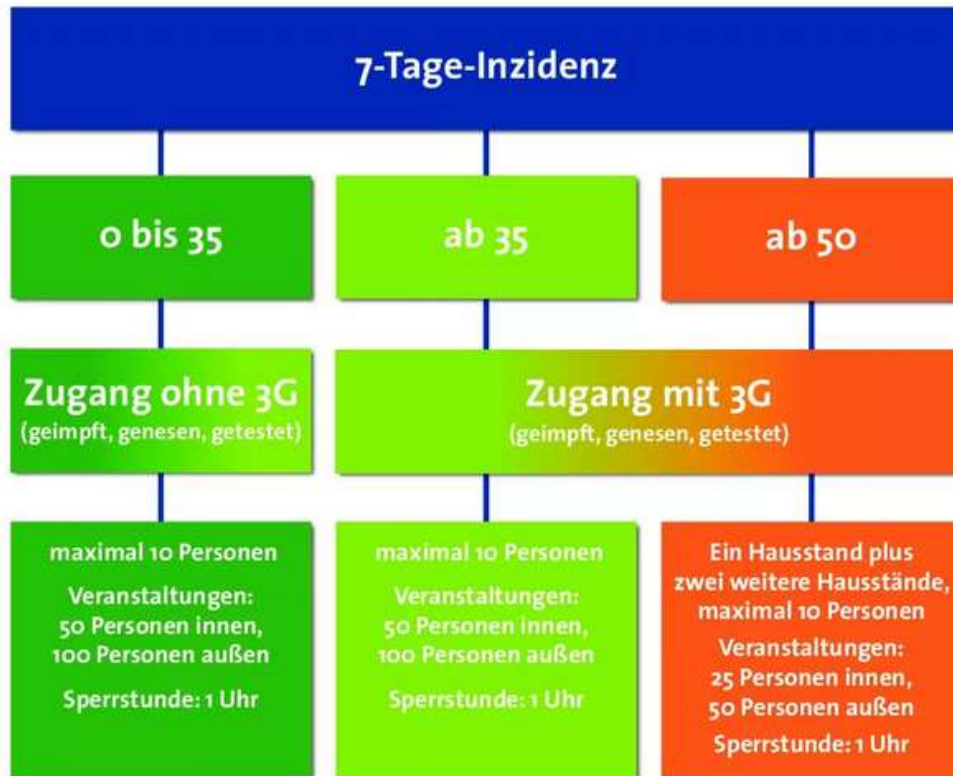 7-Tage-Inzidenz
0 bis 35
ab 35
ab 50
Zugang ohne 3G
(geimpft, genesen, getestet)
Zugang mit 3G
(geimpft, genesen, getestet)
maximal 10 Personen
Veranstaltungen:
50 Personen innen,
100 Personen außen
Sperrstunde: 1 Uhr
maximal 10 Personen
Veranstaltungen:
50 Personen innen,
100 Personen außen
Sperrstunde: 1 Uhr
Ein Hausstand plus
zwei weitere Hausstände,
maximal 10 Personen
Veranstaltungen:
25 Personen innen,
50 Personen außen
Sperrstunde: 1 Uhr